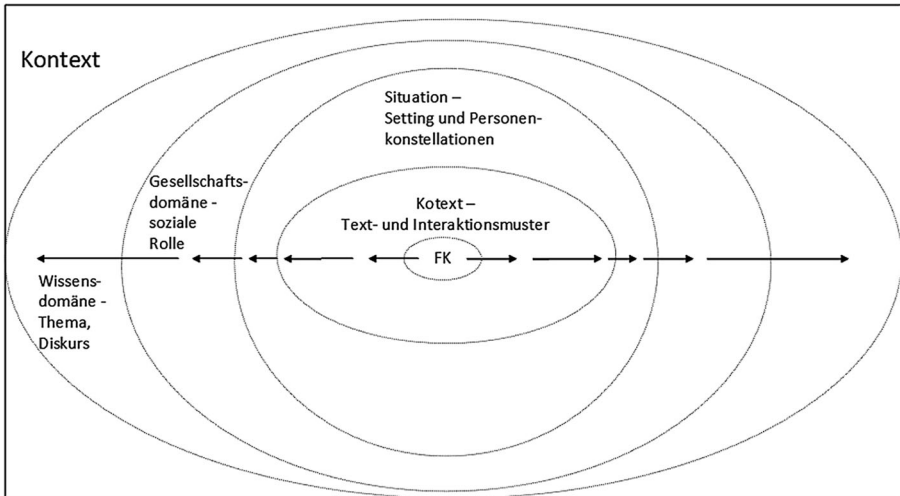 Kontext
Situation –
Setting und Personen-
konstellationen
Gesellschafts-
domäne -
soziale
Rolle
Kotext –
Text- und Interaktionsmuster
FK
Wissens-
domäne -
Thema,
Diskurs